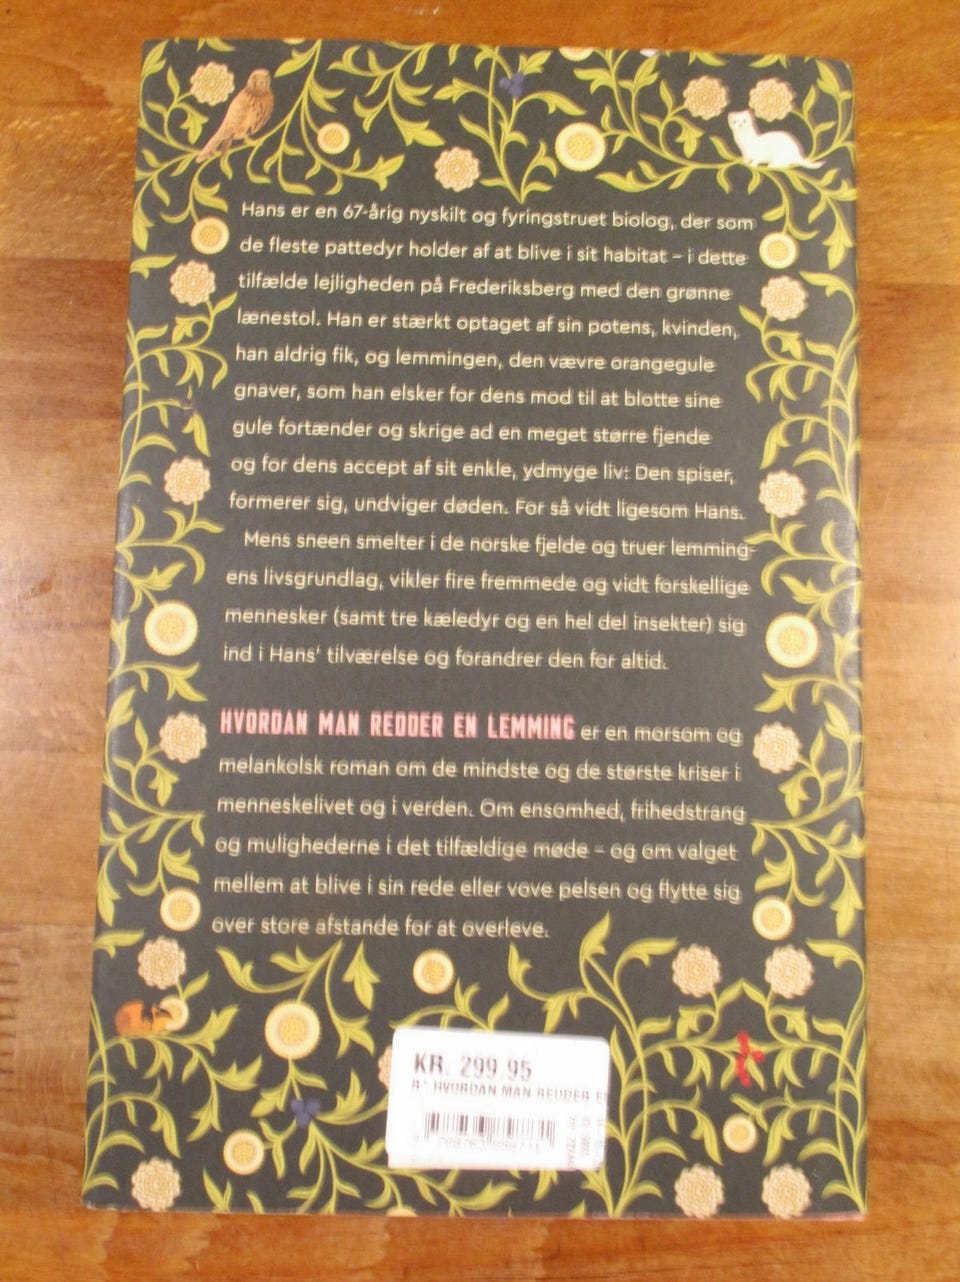 Hans er en 67-årig nyskilt og fyringstruet biolog, der som
de fleste pattedyr holder af at blive i sit habitat – i dette
tilfælde lejligheden på Frederiksberg med den grønne
lænestol. Han er stærkt optaget af sin potens, kvinden,
han aldrig fik, og lemmingen, den vævre orangegule
gnaver, som han elsker for dens mod til at blotte sine
gule fortænder og skrige ad en meget større fjende
og for dens accept af sit enkle, ydmyge liv: Den spiser,
formerer sig, undviger døden. For så vidt ligesom Hans.
Mens sneen smelter i de norske fjelde og truer lemming-
ens livsgrundlag, vikler fire fremmede og vidt forskellige
mennesker (samt tre kæledyr og en hel del insekter) sig
ind i Hans' tilværelse og forandrer den for altid.
HVORDAN MAN REDDER EN LEMMING er en morsom og
melankolsk roman om de mindste og de største kriser i
menneskelivet og i verden. Om ensomhed, frihedstrang
og mulighederne i det tilfældige møde – og om valget
mellem at blive i sin rede eller vove pelsen og flytte sig
over store afstande for at overleve.
KR. 299.95
HVORDAN MAN REDDER